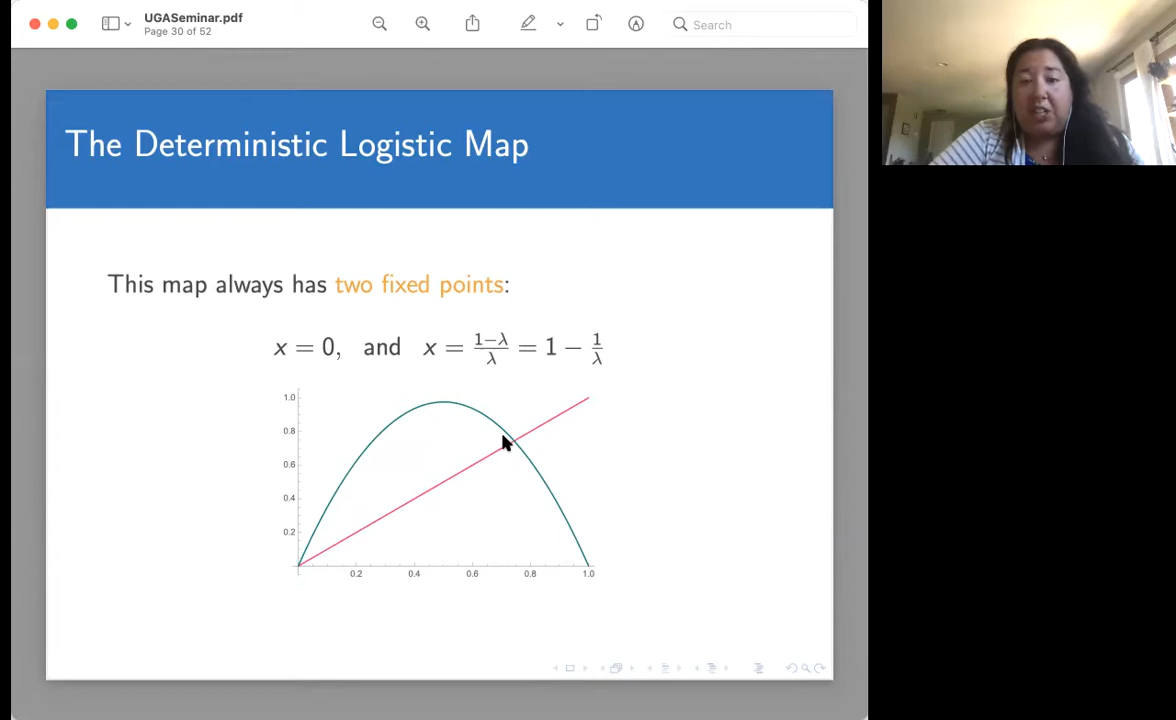 UGASeminar.pdf
Page 30 of 52
Search
The Deterministic Logistic Map
This map always has two fixed points:
x = 0, and x = \frac{1−λ}{λ} = 1 − \frac{1}{λ}
1.0
0.8
0.6
0.4
0.2
0.2 0.4 0.6 0.8 1.0